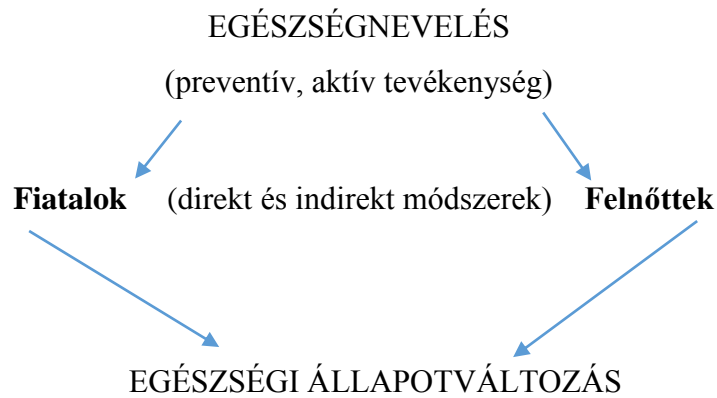 EGÉSZSÉGNEVELÉS
(preventív, aktív tevékenység)
Fiatalok (direkt és indirekt módszerek) Felnőttek
EGÉSZSÉGI ÁLLAPOTVÁLTOZÁS